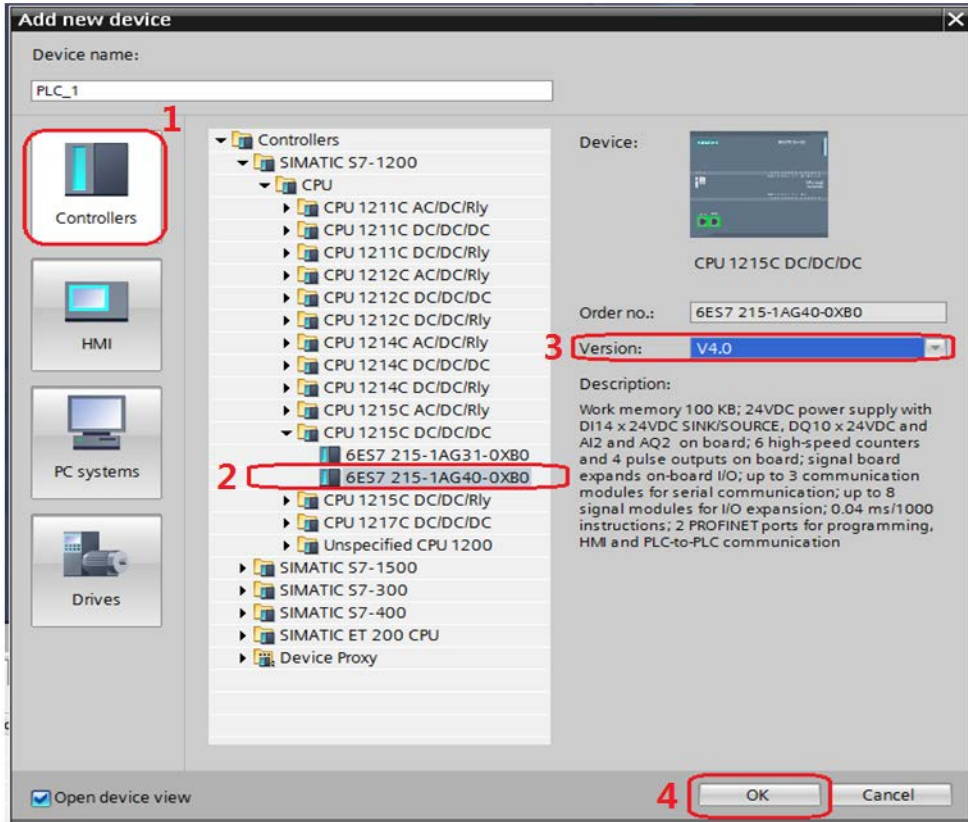 Add new device
Device name:
PLC_1
1
Controllers
HMI
PC systems
Drives
Controllers
SIMATIC S7-1200
CPU
CPU 1211C AC/DC/Rly
CPU 1211C DC/DC/DC
CPU 1211C DC/DC/Rly
CPU 1212C AC/DC/Rly
CPU 1212C DC/DC/DC
CPU 1212C DC/DC/Rly
CPU 1214C AC/DC/Rly
CPU 1214C DC/DC/DC
CPU 1214C DC/DC/Rly
CPU 1215C AC/DC/Rly
CPU 1215C DC/DC/DC
6ES7 215-1AG31-0XB0
2
6ES7 215-1AG40-0XB0
CPU 1215C DC/DC/Rly
CPU 1217C DC/DC/DC
Unspecified CPU 1200
SIMATIC S7-1500
SIMATIC S7-300
SIMATIC S7-400
SIMATIC ET 200 CPU
Device Proxy
Device:
CPU 1215C DC/DC/DC
Order no.:
6ES7 215-1AG40-0XB0
3
Version:
V4.0
Description:
Work memory 100 KB; 24VDC power supply with
DI14 x 24VDC SINK/SOURCE, DQ10 x 24VDC and
AI2 and AQ2 on board; 6 high-speed counters
and 4 pulse outputs on board; signal board
expands on-board I/O; up to 3 communication
modules for serial communication; up to 8
signal modules for I/O expansion; 0.04 ms/1000
instructions; 2 PROFINET ports for programming,
HMI and PLC-to-PLC communication
Open device view
4
OK
Cancel